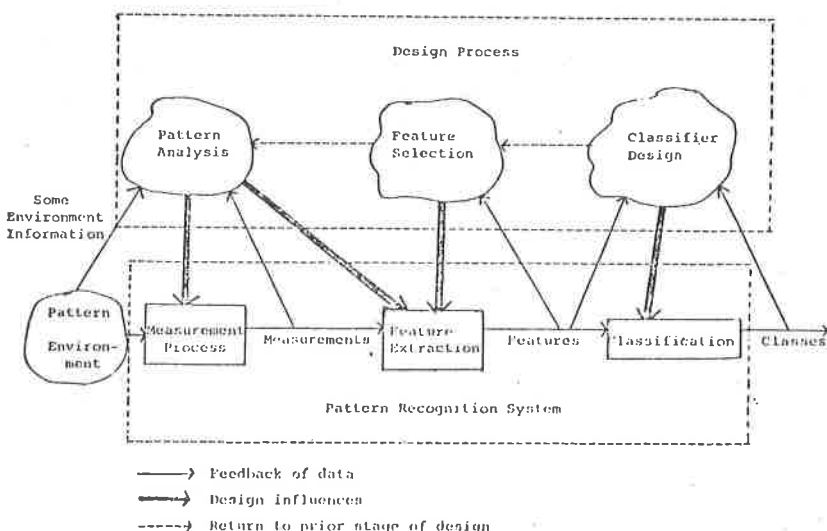 Design Process
Pattern
Analysis
Feature
Selection
Classifier
Design
Some
Environment
Information
Pattern
Environ-
ment
Measurement
Process
Measurements
Feature
Extraction
Features
Classification
Classes
Pattern Recognition System
Feedback of data
Design influences
Return to prior stage of design